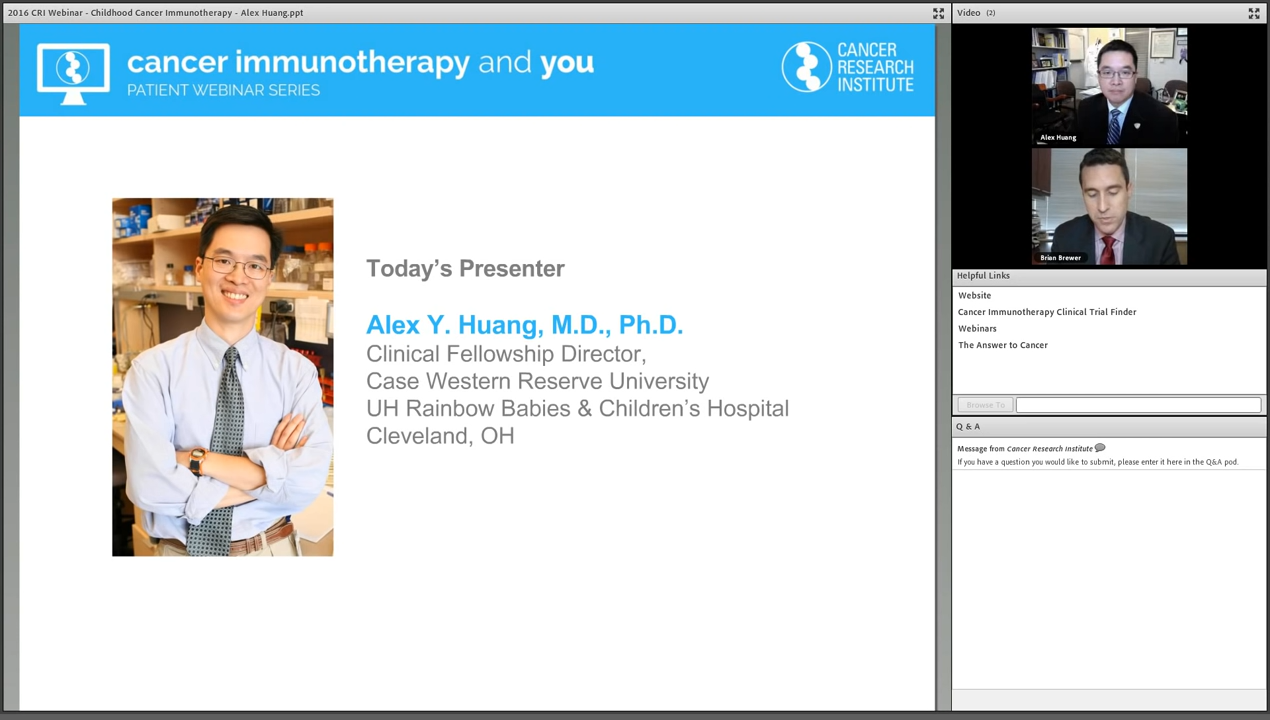 2016 CRI Webinar - Childhood Cancer Immunotherapy - Alex Huang.ppt
cancer immunotherapy and you
PATIENT WEBINAR SERIES
CANCER
RESEARCH
INSTITUTE
Today's Presenter
Alex Y. Huang, M.D., Ph.D.
Clinical Fellowship Director,
Case Western Reserve University
UH Rainbow Babies & Children's Hospital
Cleveland, OH
Video (2)
Alex Huang
Brian Brewer
Helpful Links
Website
Cancer Immunotherapy Clinical Trial Finder
Webinars
The Answer to Cancer
Browse To
Q & A
Message from Cancer Research Institute
If you have a question you would like to submit, please enter it here in the Q&A pod.